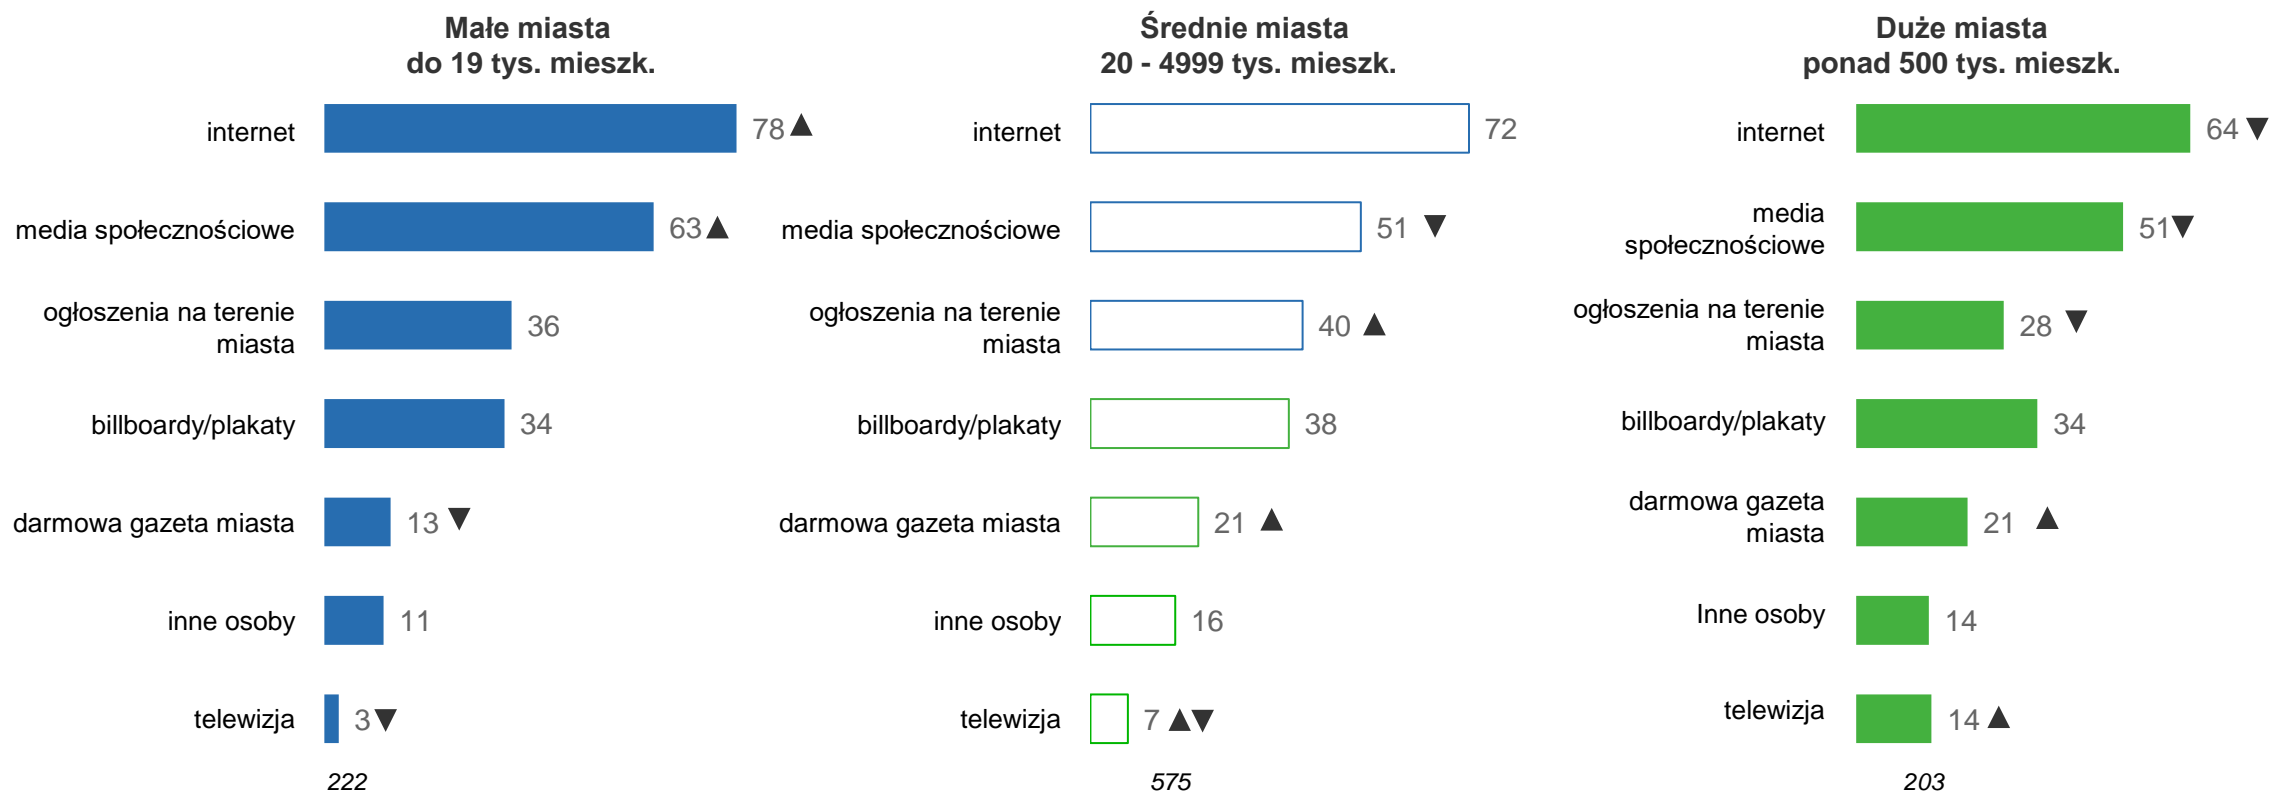 Małe miasta
do 19 tys. mieszk.
internet
78▲
media społecznościowe
63▲
ogłoszenia na terenie
miasta
36
billboardy/plakaty
34
darmowa gazeta miasta
13 ▼
inne osoby
11
telewizja
3▼
222
Średnie miasta
20 - 4999 tys. mieszk.
internet
72
media społecznościowe
51 ▼
ogłoszenia na terenie
miasta
40 ▲
billboardy/plakaty
38
darmowa gazeta miasta
21 ▲
inne osoby
16
telewizja
7 ▲▼
575
Duże miasta
ponad 500 tys. mieszk.
internet
64 ▼
media
społecznościowe
51▼
ogłoszenia na terenie
miasta
28 ▼
billboardy/plakaty
34
darmowa gazeta
miasta
21 ▲
Inne osoby
14
telewizja
14 ▲
203